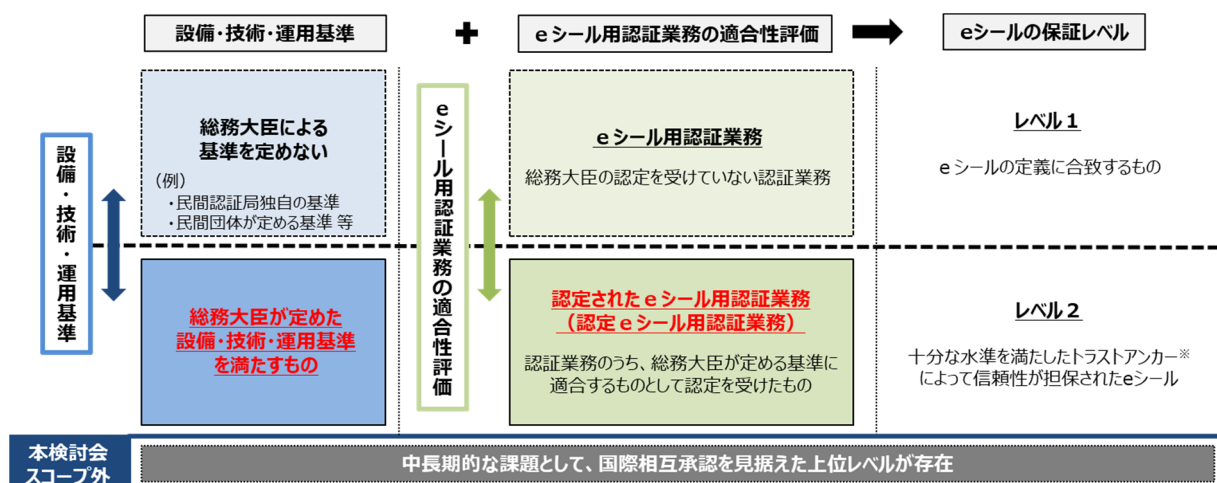 設備・技術・運用基準
+
eシール用認証業務の適合性評価
eシールの保証レベル
設備・技術・運用基準
総務大臣による
基準を定めない
（例）
・民間認証局独自の基準
・民間団体が定める基準 等
eシール用認証業務の適合性評価
eシール用認証業務
総務大臣の認定を受けていない認証業務
レベル１
eシールの定義に合致するもの
総務大臣が定めた
設備・技術・運用基準
を満たすもの
認定されたeシール用認証業務
（認定eシール用認証業務）
認証業務のうち、総務大臣が定める基準に
適合するものとして認定を受けたもの
レベル２
十分な水準を満たしたトラストアンカー※
によって信頼性が担保されたeシール
本検討会
スコープ外
中長期的な課題として、国際相互承認を見据えた上位レベルが存在